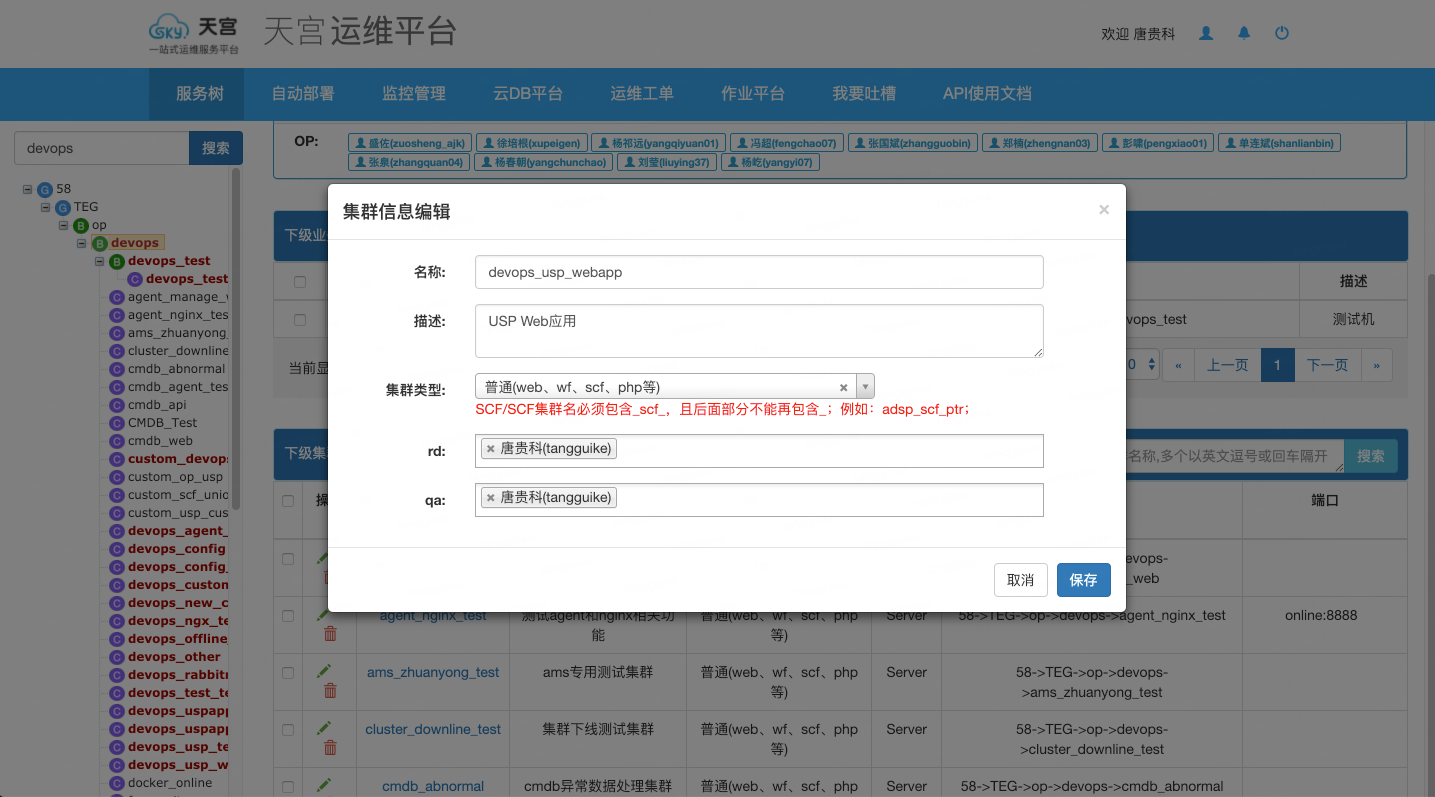 SKY 天宫
一站式运维服务平台
天宫运维平台
欢迎 唐贵科
服务树 自动部署 监控管理 云DB平台 运维工单 作业平台 我要吐槽 API使用文档
devops 搜索
58
TEG
op
devops
devops_test
devops_test
agent_manage_
agent_nginx_tes
ams_zhuanyong_
cluster_downline
cmdb_abnormal
cmdb_agent_tes
cmdb_api
CMDB_Test
cmdb_web
custom_devops
custom_op_usp
custom_scf_unio
custom_usp_cus
devops_agent_
devops_config
devops_config_
devops_custom
devops_new_c
devops_ngx_te
devops_offline_
devops_other
devops_rabbit
devops_test_te
devops_uspapp
devops_uspapp
devops_usp_te
devops_usp_w
docker_online
OP: 盛佐(zuosheng_ajk) 徐培根(xupeigen) 杨祁远(yangqiyuan01) 冯超(fengchao07) 张国斌(zhangguobin) 郑楠(zhengnan03) 彭啸(pengxiao01) 单连斌(shanlianbin)
张泉(zhangquan04) 杨春朝(yangchunchao) 刘莹(liuying37) 杨屹(yangyi07)
集群信息编辑 ×
名称: devops_usp_webapp
描述: USP Web应用
集群类型: 普通(web、wf、scf、php等) ×
SCF/SCF集群名必须包含_scf_，且后面部分不能再包含_；例如：adsp_scf_ptr；
rd: × 唐贵科(tangguike)
qa: × 唐贵科(tangguike)
取消 保存
下级业
描述
vops_test 测试机
当前显 0 « 上一页 1 下一页 »
下级集 名称,多个以英文逗号或回车隔开 搜索
操 端口
evops-
_web
agent_nginx_test 测试agent和nginx相关功能 普通(web、wf、scf、php等) Server 58->TEG->op->devops->agent_nginx_test online:8888
ams_zhuanyong_test ams专用测试集群 普通(web、wf、scf、php等) Server 58->TEG->op->devops->ams_zhuanyong_test
cluster_downline_test 集群下线测试集群 普通(web、wf、scf、php等) Server 58->TEG->op->devops->cluster_downline_test
cmdb_abnormal cmdb异常数据处理集群 普通(web、wf、scf、php Server 58->TEG->op->devops->cmdb_abnormal